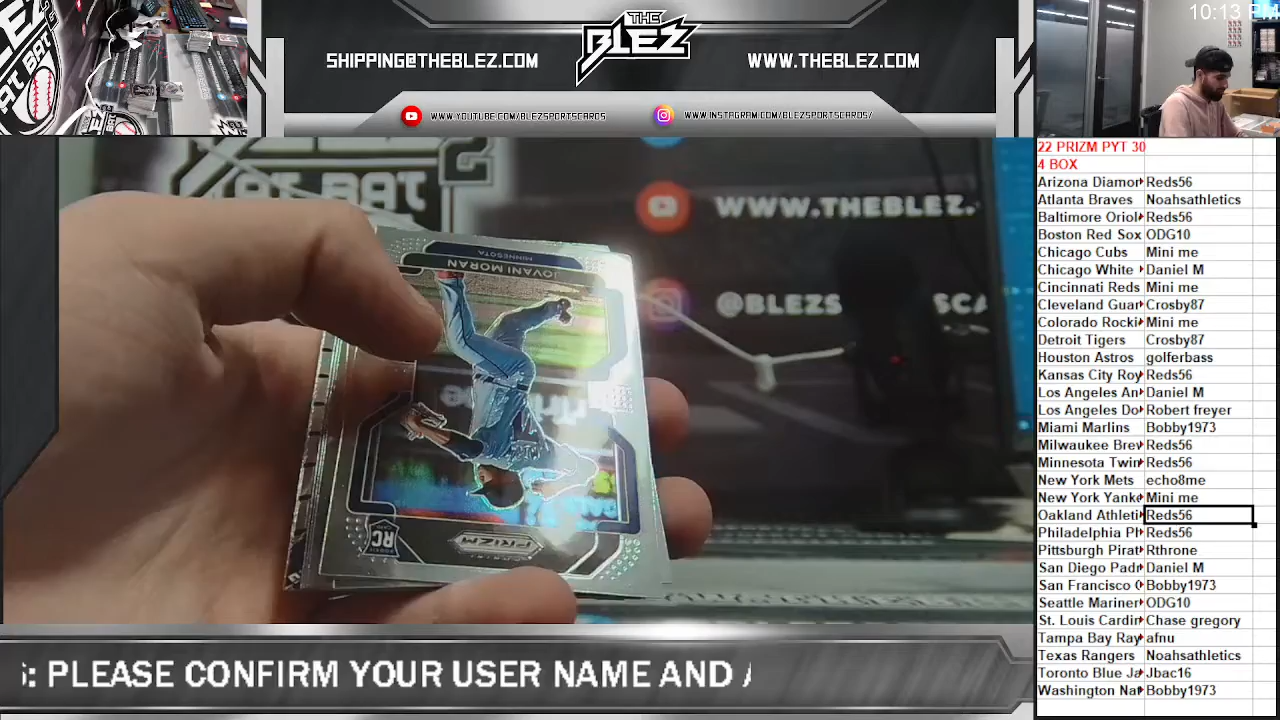 10:13 PM
THE
BLEZ
SHIPPING@THEBLEZ.COM
WWW.THEBLEZ.COM
WWW.YOUTUBE.COM/BLEZSPORTSCARDS
WWW.INSTAGRAM.COM/BLEZSPORTSCARDS/
AT BAT
WWW.THEBLEZ.
@BLEZS
MINNESOTA
JOVANI MORAN
RC
PRIZM
22 PRIZM PYT 30
4 BOX
Arizona Diamor Reds56
Atlanta Braves Noahsathletics
Baltimore Oriol Reds56
Boston Red Sox ODG10
Chicago Cubs Mini me
Chicago White Daniel M
Cincinnati Reds Mini me
Cleveland Guar Crosby87
Colorado Rocki Mini me
Detroit Tigers Crosby87
Houston Astros golferbass
Kansas City Roy Reds56
Los Angeles An Daniel M
Los Angeles Do Robert freyer
Miami Marlins Bobby1973
Milwaukee Brev Reds56
Minnesota Twin Reds56
New York Mets echo8me
New York Yanke Mini me
Oakland Athleti Reds56
Philadelphia Pl Reds56
Pittsburgh Pirat Rthrone
San Diego Padr Daniel M
San Francisco G Bobby1973
Seattle Mariner ODG10
St. Louis Cardin Chase gregory
Tampa Bay Ray afnu
Texas Rangers Noahsathletics
Toronto Blue Ja Jbac16
Washington Nat Bobby1973
: PLEASE CONFIRM YOUR USER NAME AND